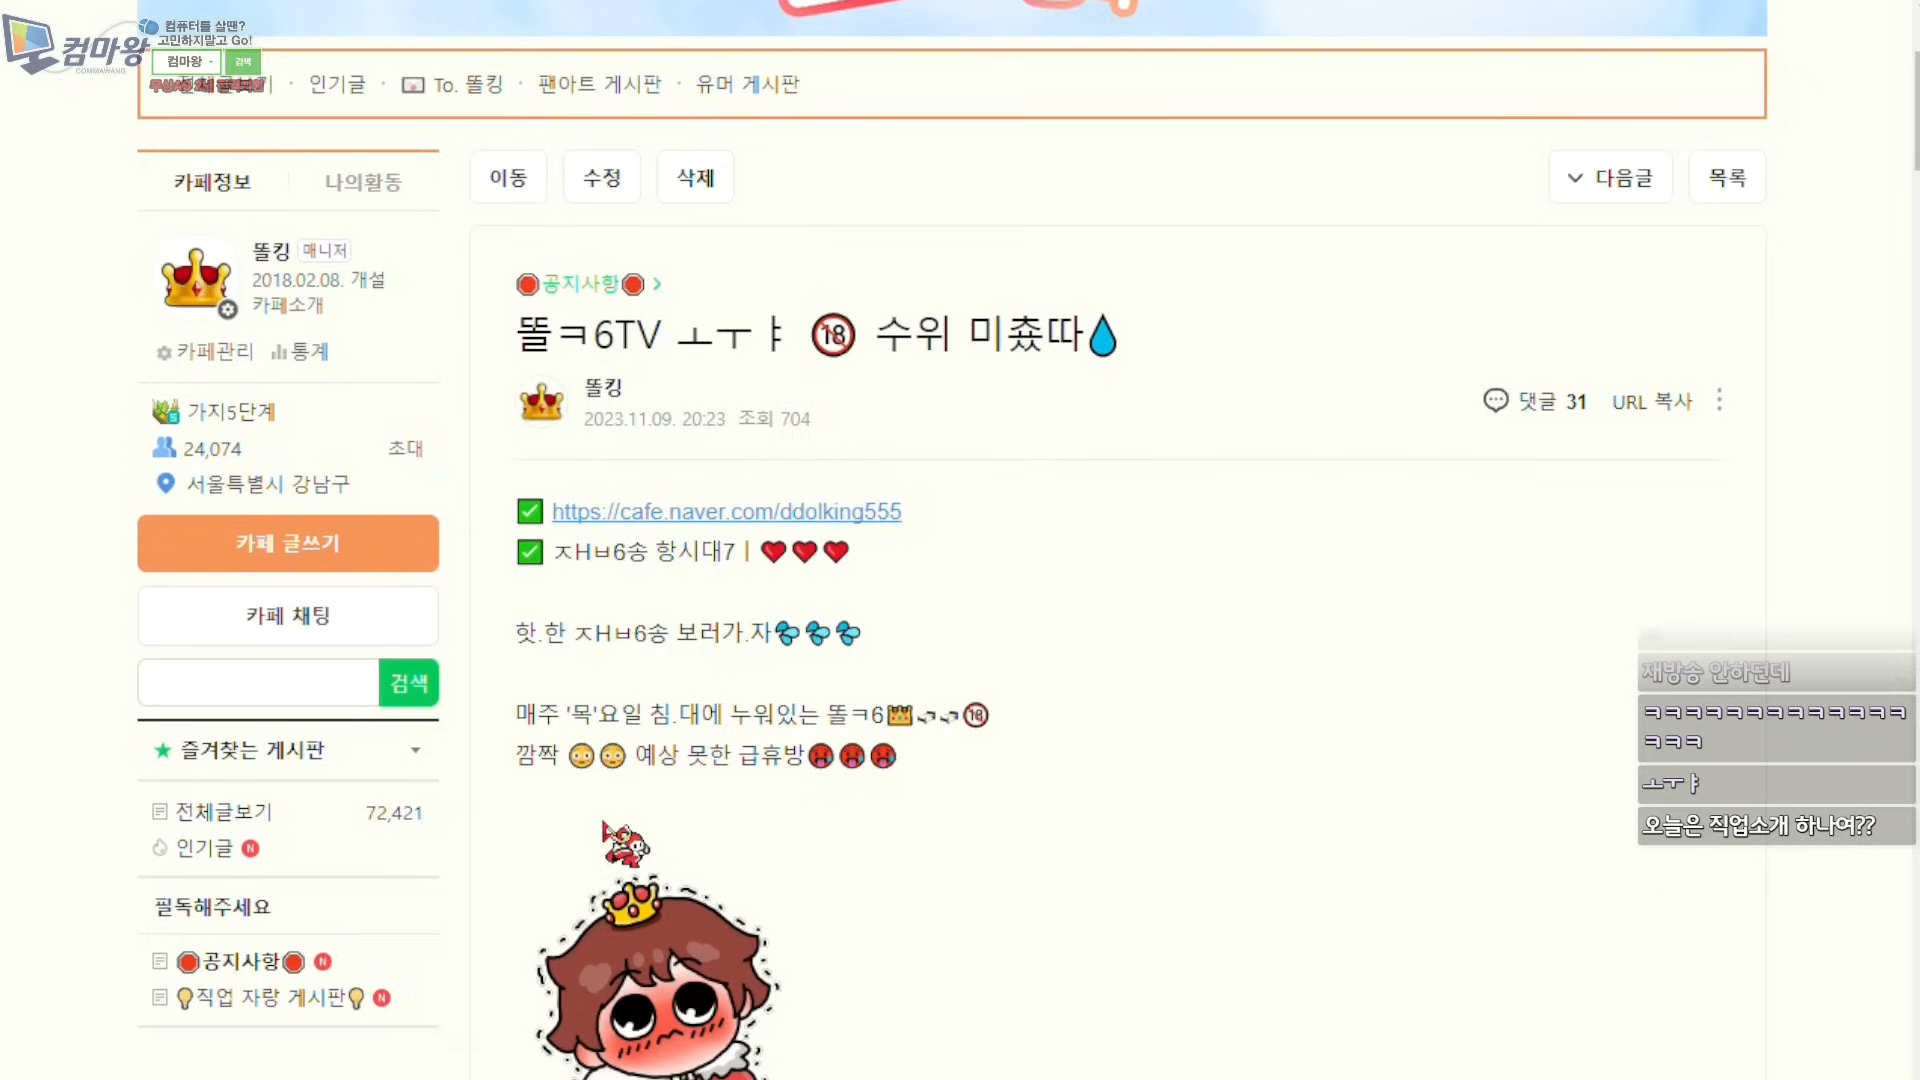 컴퓨터를 살땐?
고민하지말고 Go!
컴마왕
COMMAWANG
컴마왕
검색
인기글 · To. 똘킹 · 팬아트 게시판 · 유머 게시판
카페정보
나의활동
이동
수정
삭제
다음글
목록
똘킹 매니저
2018.02.08. 개설
카페소개
카페관리
통계
가지5단계
24,074
초대
서울특별시 강남구
카페 글쓰기
카페 채팅
검색
★ 즐겨찾는 게시판
전체글보기 72,421
인기글 N
필독해주세요
🛑공지사항🛑 N
💡직업 자랑 게시판💡 N
🛑공지사항🛑 >
똘ㅋ6TV ㅗㅜㅑ 🔞 수위 미쵸따💧
똘킹
2023.11.09. 20:23 조회 704
댓글 31
URL 복사
✅ https://cafe.naver.com/ddolking555
✅ ㅈHㅂ6송 항시대7ㅣ❤❤❤
핫.한 ㅈHㅂ6송 보러가.자💦💦💦
매주 '목'요일 침.대에 누워있는 똘ㅋ6👑🔞
깜짝 😳😳 예상 못한 급휴방🥵🥵🥵
재방송 안하던데
ㅋㅋㅋㅋㅋㅋㅋㅋㅋㅋㅋㅋㅋ
ㅋㅋㅋ
ㅗㅜㅑ
오늘은 직업소개 하나여??